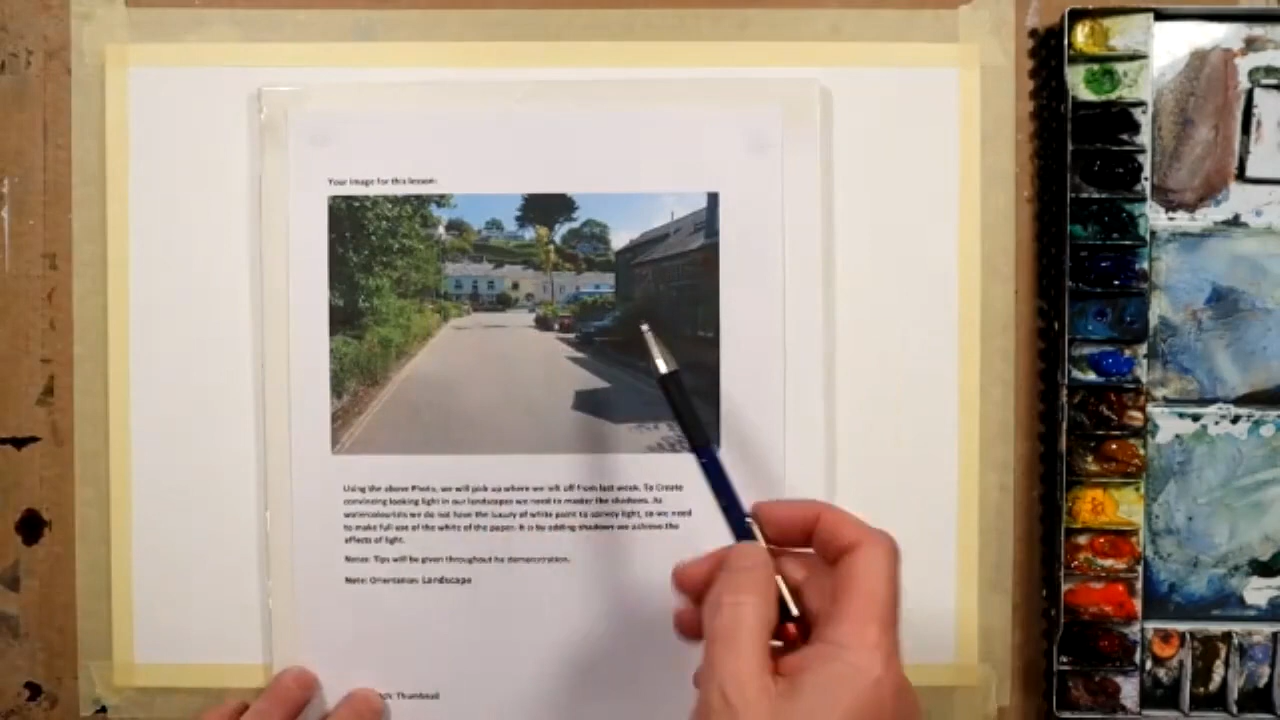 Your image for this lesson:
Using the above Photo, we will pick up where we left off from last week. To Create
convincing looking light in our landscapes we need to master the shadows. As
watercolourists we do not have the luxury of white paint to convey light, so we need
to make full use of the white of the paper. It is by adding shadows we achieve the
effects of light.
Notes: Tips will be given throughout he demonstration.
Note: Orientation: Landscape
Thumbnail